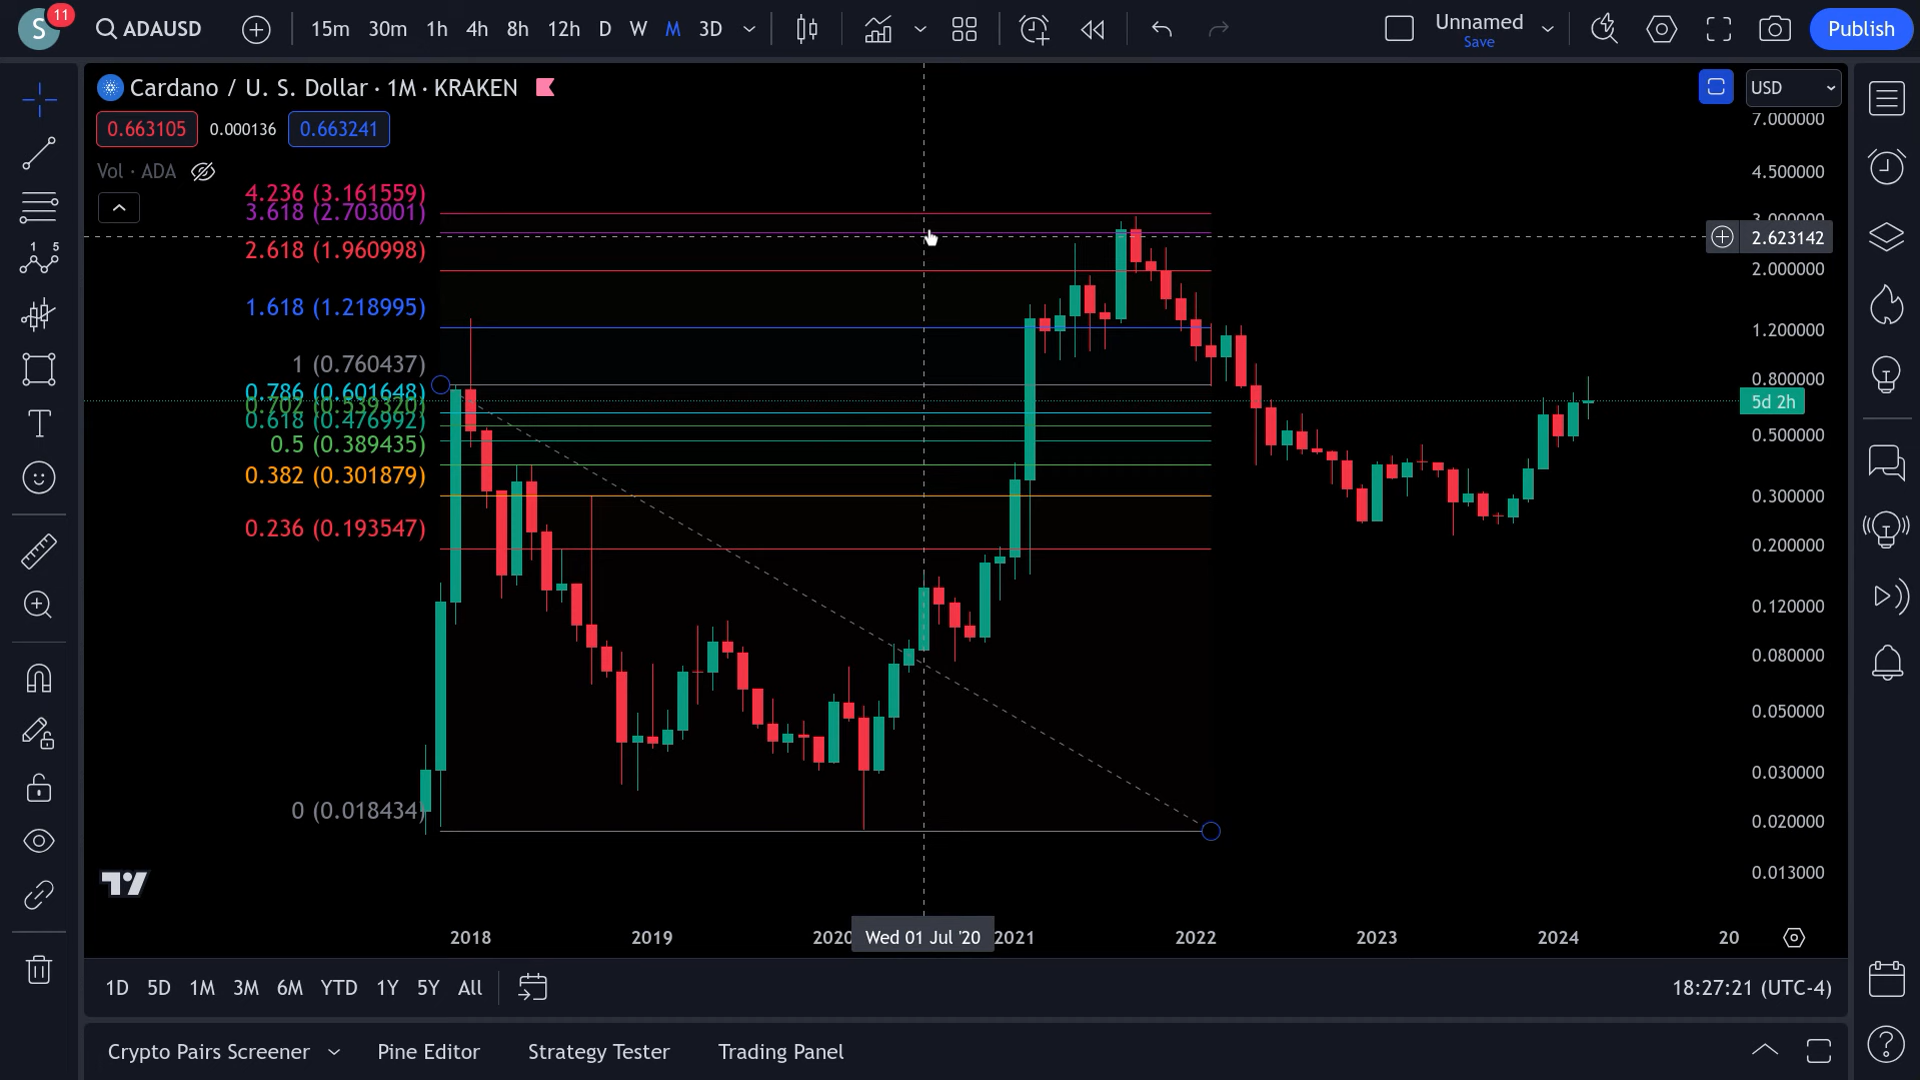 S 11 ADAUSD 15m 30m 1h 4h 8h 12h D W M 3D Unnamed Publish
Save
Cardano / U. S. Dollar · 1M · KRAKEN USD
0.663105 0.000136 0.663241
Vol · ADA
4.236 (3.161559)
3.618 (2.703001)
2.618 (1.960998)
1.618 (1.218995)
1 (0.760437)
0.786 (0.601648)
0.702 (0.539320)
0.618 (0.476992)
0.5 (0.389435)
0.382 (0.301879)
0.236 (0.193547)
0 (0.018434)
7.000000
4.500000
3.000000
2.623142
2.000000
1.200000
0.800000
5d 2h
0.500000
0.300000
0.200000
0.120000
0.080000
0.050000
0.030000
0.020000
0.013000
1 5
T
2018 2019 2020 Wed 01 Jul '20 2021 2022 2023 2024 20
1D 5D 1M 3M 6M YTD 1Y 5Y All 18:27:21 (UTC-4)
Crypto Pairs Screener Pine Editor Strategy Tester Trading Panel